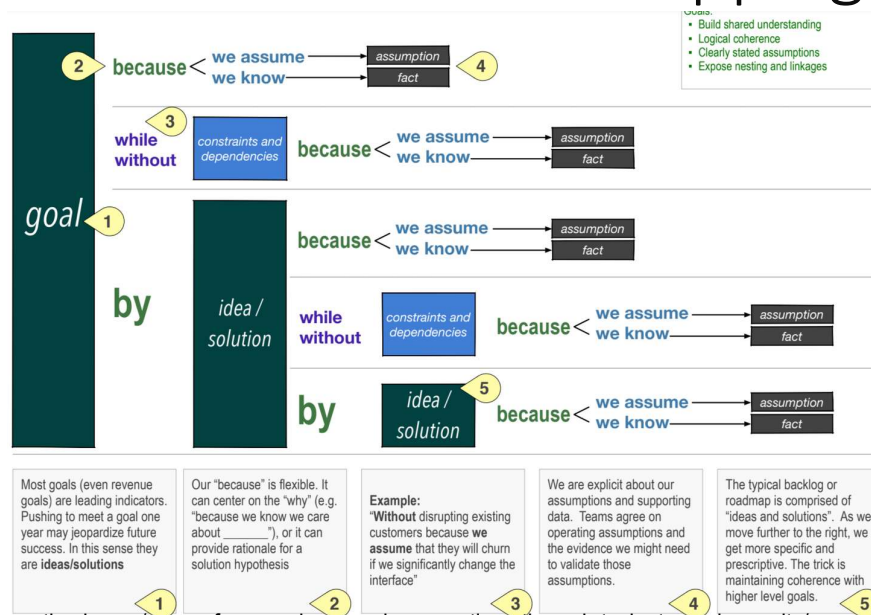 Goals:
▪ Build shared understanding
▪ Logical coherence
▪ Clearly stated assumptions
▪ Expose nesting and linkages
goal
1
2
because
we assume
we know
assumption
fact
4
3
while
without
constraints and
dependencies
because
we assume
we know
assumption
fact
by
idea /
solution
because
we assume
we know
assumption
fact
while
without
constraints and
dependencies
because
we assume
we know
assumption
fact
by
idea /
solution
5
because
we assume
we know
assumption
fact
Most goals (even revenue
goals) are leading indicators.
Pushing to meet a goal one
year may jeopardize future
success. In this sense they
are ideas/solutions
1
Our “because” is flexible. It
can center on the “why” (e.g.
“because we know we care
about _______”), or it can
provide rationale for a
solution hypothesis
2
Example:
“Without disrupting existing
customers because we
assume that they will churn
if we significantly change the
interface”
3
We are explicit about our
assumptions and supporting
data. Teams agree on
operating assumptions and
the evidence we might need
to validate those
assumptions.
4
The typical backlog or
roadmap is comprised of
“ideas and solutions”. As we
move further to the right, we
get more specific and
prescriptive. The trick is
maintaining coherence with
higher level goals.
5